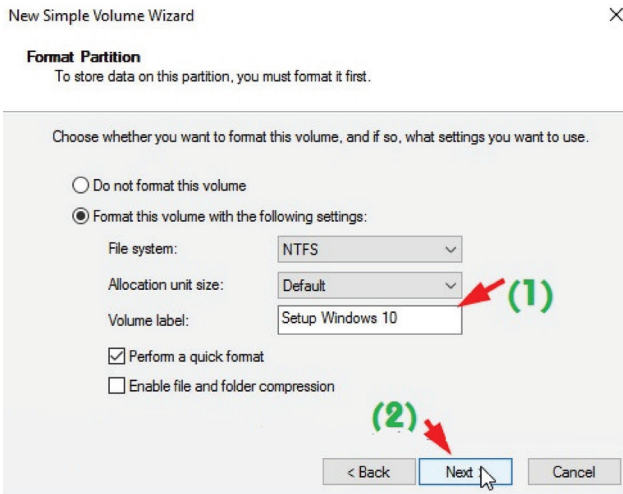 New Simple Volume Wizard
Format Partition
To store data on this partition, you must format it first.
Choose whether you want to format this volume, and if so, what settings you want to use.
Do not format this volume
Format this volume with the following settings:
File system: NTFS
Allocation unit size: Default
(1)
Volume label: Setup Windows 10
Perform a quick format
Enable file and folder compression
(2)
< Back Next Cancel